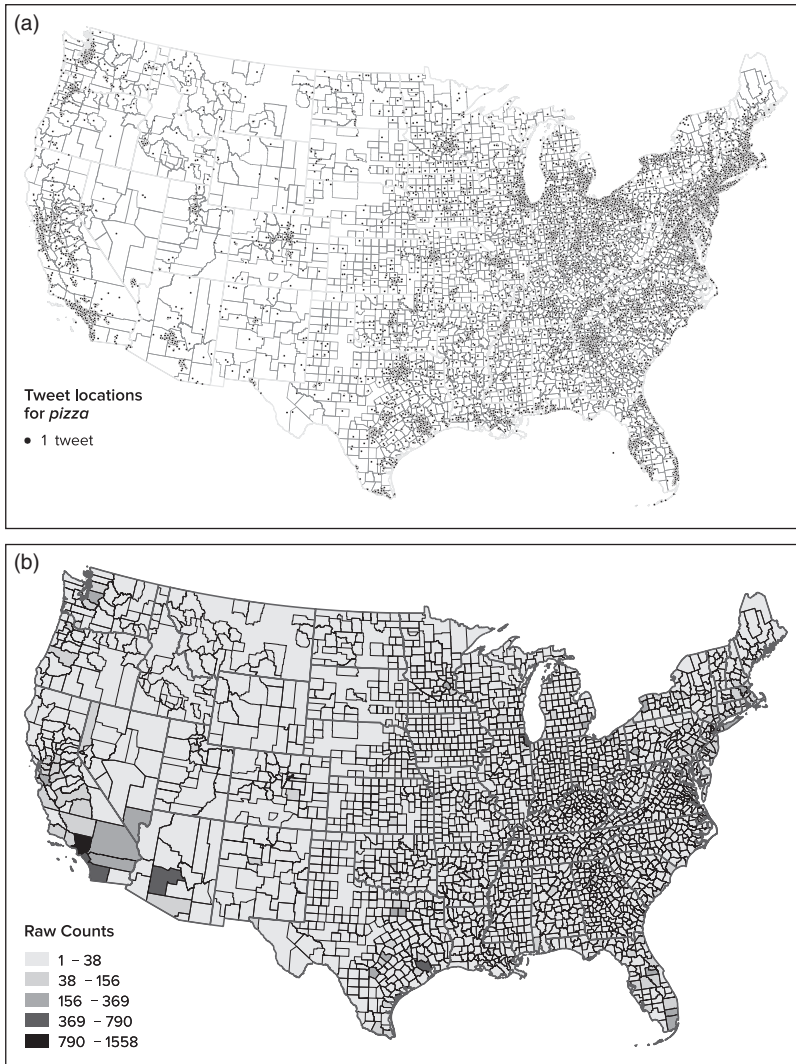 (a)
Tweet locations
for pizza
1 tweet
(b)
Raw Counts
1 – 38
38 – 156
156 – 369
369 – 790
790 – 1558